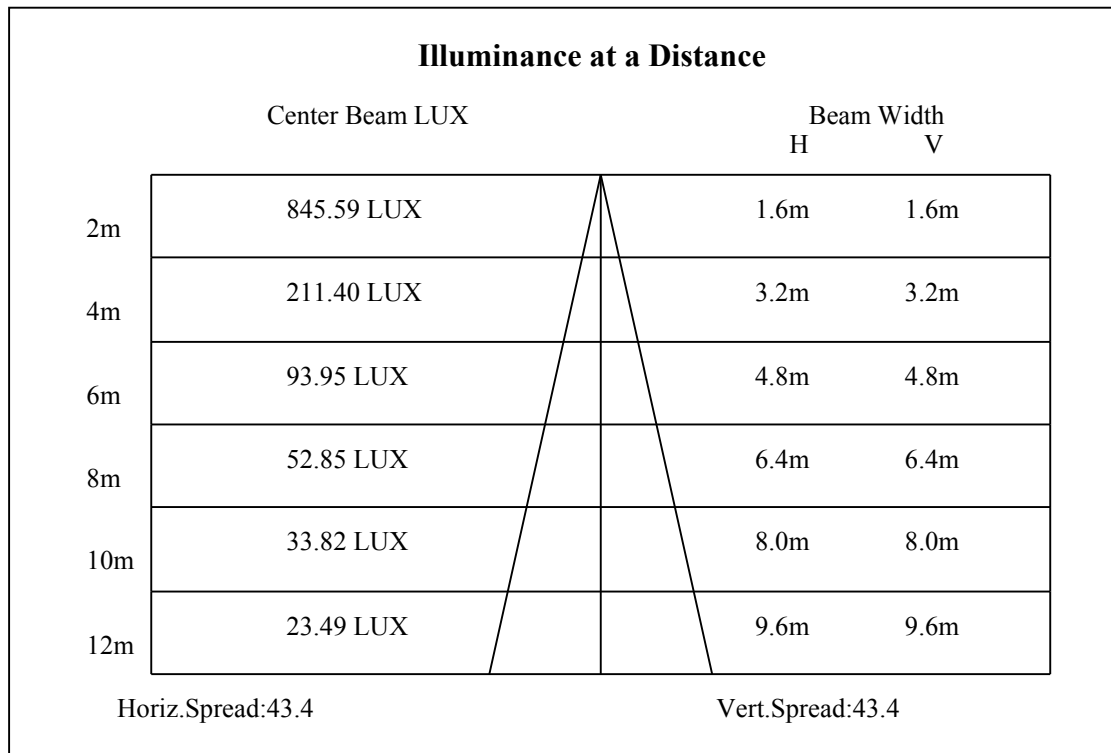 Illuminance at a Distance
Center Beam LUX Beam Width
H V
2m 845.59 LUX 1.6m 1.6m
4m 211.40 LUX 3.2m 3.2m
6m 93.95 LUX 4.8m 4.8m
8m 52.85 LUX 6.4m 6.4m
10m 33.82 LUX 8.0m 8.0m
12m 23.49 LUX 9.6m 9.6m
Horiz.Spread:43.4 Vert.Spread:43.4